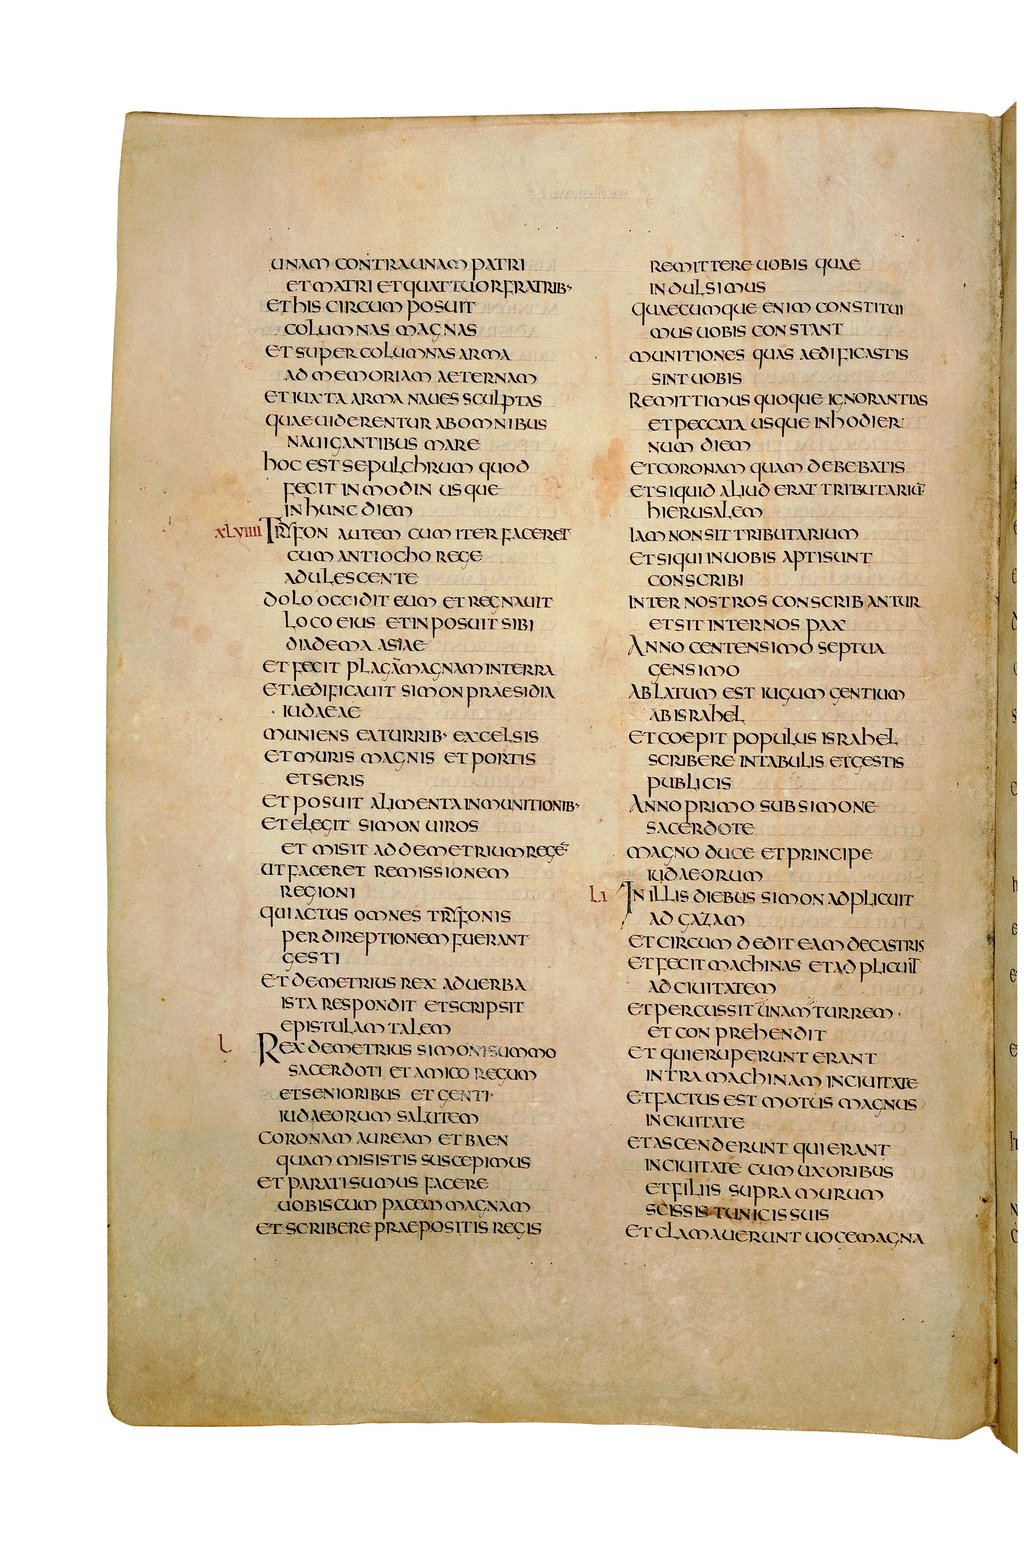 UNAM CONTRA UNAM PATRI
ET MATRI ET QUATTUOR FRATRIB·
ET HIS CIRCUM POSUIT
COLUMNAS MAGNAS
ET SUPER COLUMNAS ARMA
AD MEMORIAM AETERNAM
ET IUXTA ARMA NAUES SCULPTAS
QUAE UIDERENTUR AB OMNIBUS
NAUIGANTIBUS MARE
HOC EST SEPULCHRUM QUOD
FECIT IN MODIN USQUE
IN HUNC DIEM
XLVIIII TRYFON AUTEM CUM ITER FACERET
CUM ANTIOCHO REGE
ADULESCENTE
DOLO OCCIDIT EUM ET REGNAUIT
LOCO EIUS ET INPOSUIT SIBI
DIADEMA ASIAE
ET FECIT PLAGĀ MAGNAM IN TERRA
ET AEDIFICAUIT SIMON PRAESIDIA
· IUDAEAE
MUNIENS EA TURRIB· EXCELSIS
ET MURIS MAGNIS ET PORTIS
ET SERIS
ET POSUIT ALIMENTA IN MUNITIONIB·
ET ELEGIT SIMON UIROS
ET MISIT AD DEMETRIUM REGĒ
UT FACERET REMISSIONEM
REGIONI
QUI ACTUS OMNES TRYFONIS
PER DIREPTIONEM FUERANT
GESTI
ET DEMETRIUS REX AD UERBA
ISTA RESPONDIT ET SCRIPSIT
EPISTULAM TALEM
L REX DEMETRIUS SIMONI SUMMO
SACERDOTI ET AMICO REGUM
ET SENIORIBUS ET GENTI·
IUDAEORUM SALUTEM
CORONAM AUREAM ET BAEN
QUAM MISISTIS SUSCEPIMUS
ET PARATI SUMUS FACERE
UOBISCUM PACEM MAGNAM
ET SCRIBERE PRAEPOSITIS REGIS
REMITTERE UOBIS QUAE
INDULSIMUS
QUAECUMQUE ENIM CONSTITUI
MUS UOBIS CONSTANT
MUNITIONES QUAS AEDIFICASTIS
SINT UOBIS
REMITTIMUS QUOQUE IGNORANTIAS
ET PECCATA USQUE IN HODIER
NUM DIEM
ET CORONAM QUAM DEBEBATIS
ET SI QUID ALIUD ERAT TRIBUTARIŪ
HIERUSALEM
IAM NON SIT TRIBUTARIUM
ET SI QUI IN UOBIS APTI SUNT
CONSCRIBI
INTER NOSTROS CONSCRIBANTUR
ET SIT INTER NOS PAX
ANNO CENTENSIMO SEPTUA
GENSIMO
ABLATUM EST IUGUM GENTIUM
AB ISRAHEL
ET COEPIT POPULUS ISRAHEL
SCRIBERE IN TABULIS ET GESTIS
PUBLICIS
ANNO PRIMO SUB SIMONE
SACERDOTE
MAGNO DUCE ET PRINCIPE
IUDAEORUM
LI IN ILLIS DIEBUS SIMON ADPLICUIT
AD GAZAM
ET CIRCUMDEDIT EAM DE CASTRIS
ET FECIT MACHINAS ET ADPLICUIT
AD CIUITATEM
ET PERCUSSIT UNAM TURREM ·
ET CONPREHENDIT
ET QUI ERUPERUNT ERANT
INTRA MACHINAM IN CIUITATE
ET FACTUS EST MOTUS MAGNUS
IN CIUITATE
ET ASCENDERUNT QUI ERANT
IN CIUITATE CUM UXORIBUS
ET FILIIS SUPRA MURUM
SCISSIS TUNICIS SUIS
ET CLAMAUERUNT UOCE MAGNA